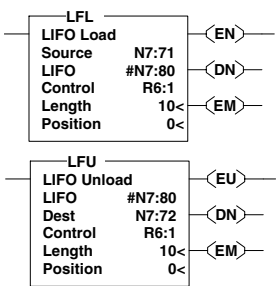 LFL
LIFO Load
Source N7:71
LIFO #N7:80
Control R6:1
Length 10<
Position 0<
EN
DN
EM
LFU
LIFO Unload
LIFO #N7:80
Dest N7:72
Control R6:1
Length 10<
Position 0<
EU
DN
EM